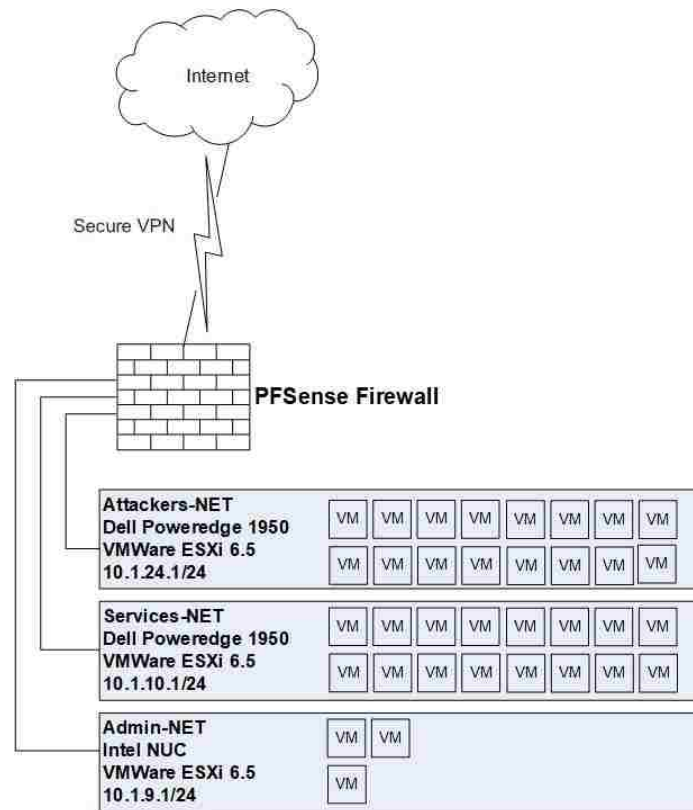 Internet
Secure VPN
PFSense Firewall
Attackers-NET
Dell Poweredge 1950
VMWare ESXi 6.5
10.1.24.1/24
VM VM VM VM VM VM VM VM
VM VM VM VM VM VM VM VM
Services-NET
Dell Poweredge 1950
VMWare ESXi 6.5
10.1.10.1/24
VM VM VM VM VM VM VM VM
VM VM VM VM VM VM VM VM
Admin-NET
Intel NUC
VMWare ESXi 6.5
10.1.9.1/24
VM VM
VM